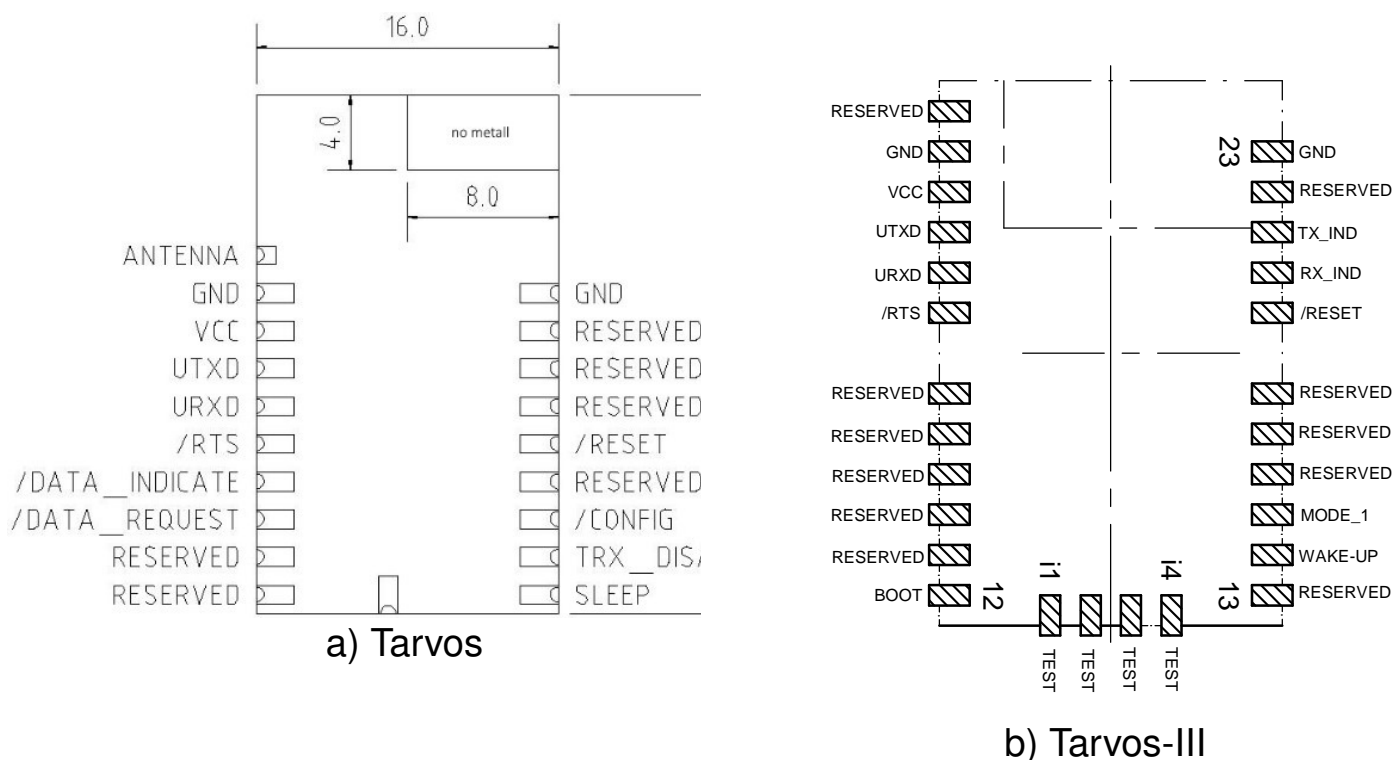 16.0
4.0
no metall
8.0
ANTENNA
GND
VCC
UTXD
URXD
/RTS
/DATA__INDICATE
/DATA__REQUEST
RESERVED
RESERVED
GND
RESERVED
RESERVED
RESERVED
/RESET
RESERVED
/CONFIG
TRX__DISA
SLEEP
a) Tarvos
RESERVED
GND
VCC
UTXD
URXD
/RTS
RESERVED
RESERVED
RESERVED
RESERVED
RESERVED
BOOT
12
i1
i4
13
23
GND
RESERVED
TX_IND
RX_IND
/RESET
RESERVED
RESERVED
RESERVED
MODE_1
WAKE-UP
RESERVED
TEST
TEST
TEST
TEST
b) Tarvos-III